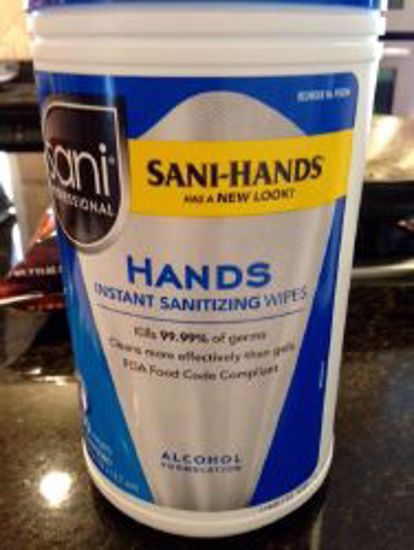 sani
PROFESSIONAL
SANI-HANDS®
HAS A NEW LOOK!
HANDS
INSTANT SANITIZING WIPES
Kills 99.99% of germs
Cleans more effectively than gels
FDA Food Code Compliant
ALCOHOL
FORMULATION